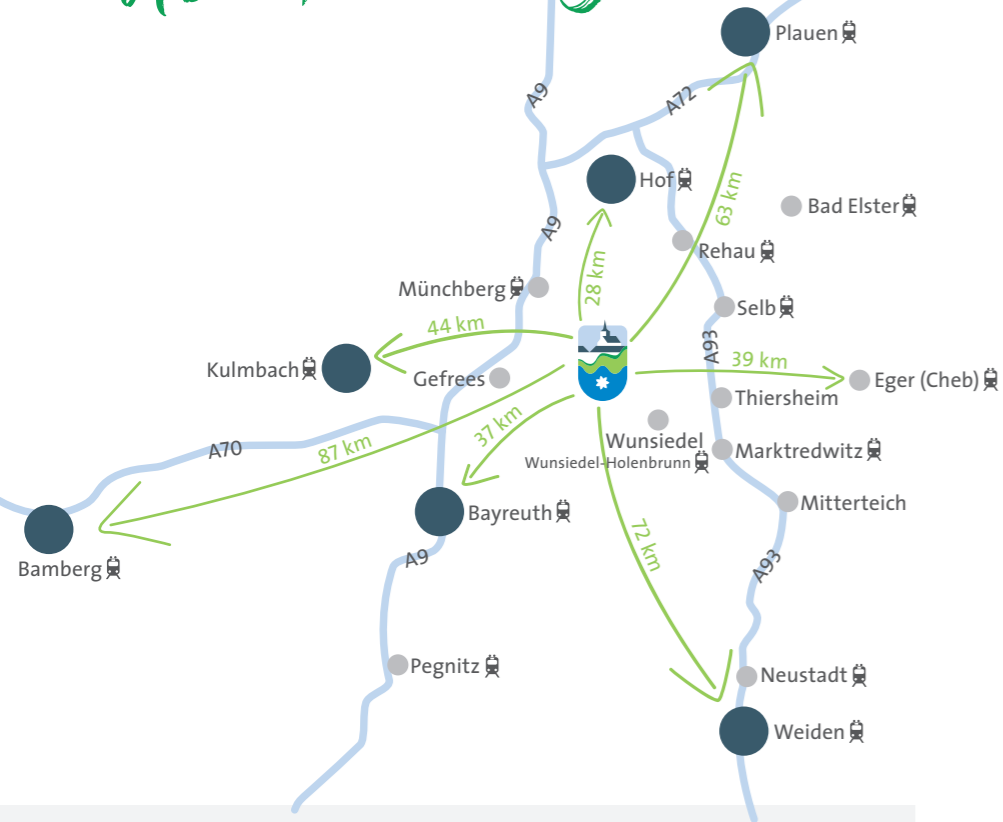 Plauen
A9
A72
Hof
63 km
Bad Elster
A9
Rehau
28 km
Münchberg
Selb
44 km
A93
39 km
Kulmbach
Gefrees
Eger (Cheb)
Thiersheim
37 km
Wunsiedel
Wunsiedel-Holenbrunn
A70
87 km
Marktredwitz
Mitterteich
Bayreuth
72 km
A9
A93
Bamberg
Pegnitz
Neustadt
Weiden